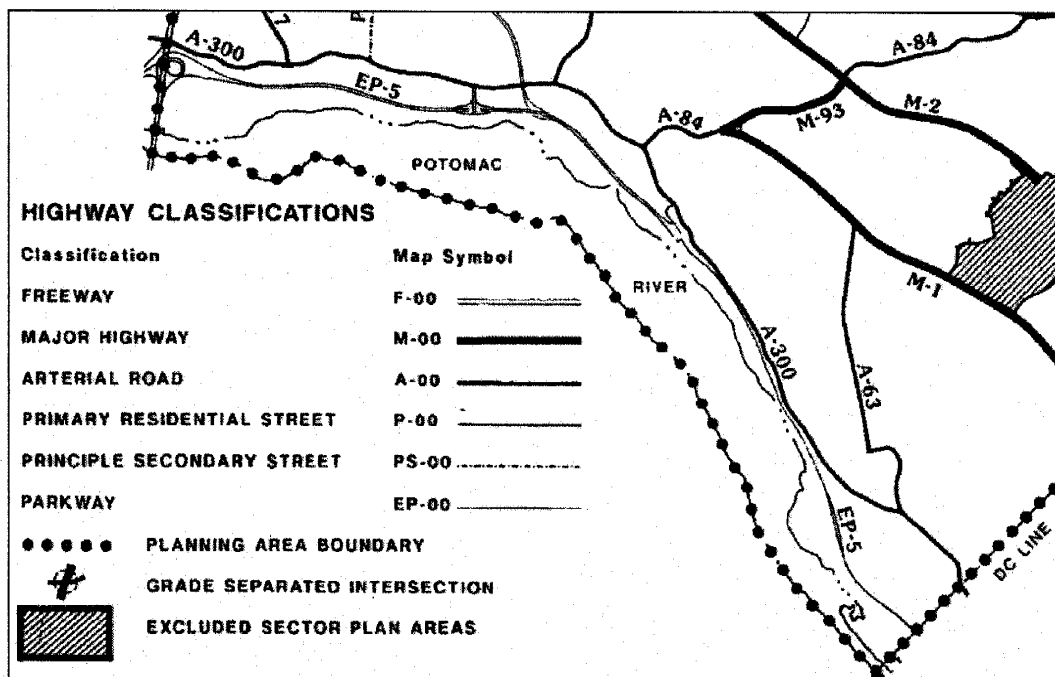 A-300
7
P
EP-5
A-84
A-84
M-93
M-2
POTOMAC
RIVER
M-1
A-300
A-63
EP-5
DC LINE
HIGHWAY CLASSIFICATIONS
Classification Map Symbol
FREEWAY F-00
MAJOR HIGHWAY M-00
ARTERIAL ROAD A-00
PRIMARY RESIDENTIAL STREET P-00
PRINCIPLE SECONDARY STREET PS-00
PARKWAY EP-00
PLANNING AREA BOUNDARY
GRADE SEPARATED INTERSECTION
EXCLUDED SECTOR PLAN AREAS